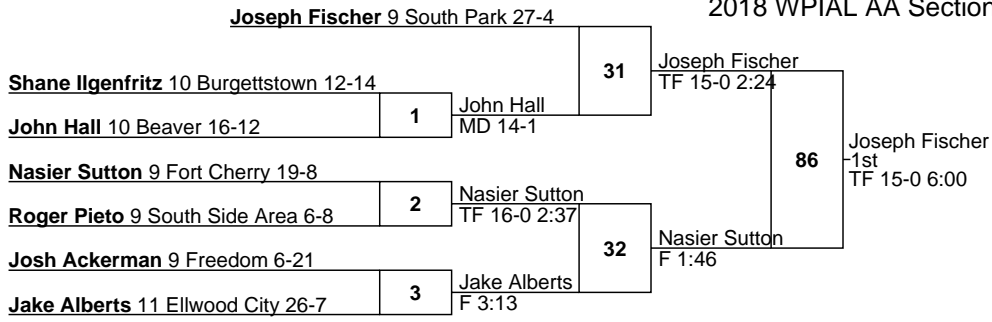 2018 WPIAL AA Section
Joseph Fischer 9 South Park 27-4
31
Joseph Fischer
TF 15-0 2:24
Shane Ilgenfritz 10 Burgettstown 12-14
1
John Hall
MD 14-1
John Hall 10 Beaver 16-12
86
Joseph Fischer
1st
TF 15-0 6:00
Nasier Sutton 9 Fort Cherry 19-8
2
Nasier Sutton
TF 16-0 2:37
Roger Pieto 9 South Side Area 6-8
32
Nasier Sutton
F 1:46
Josh Ackerman 9 Freedom 6-21
3
Jake Alberts
F 3:13
Jake Alberts 11 Ellwood City 26-7